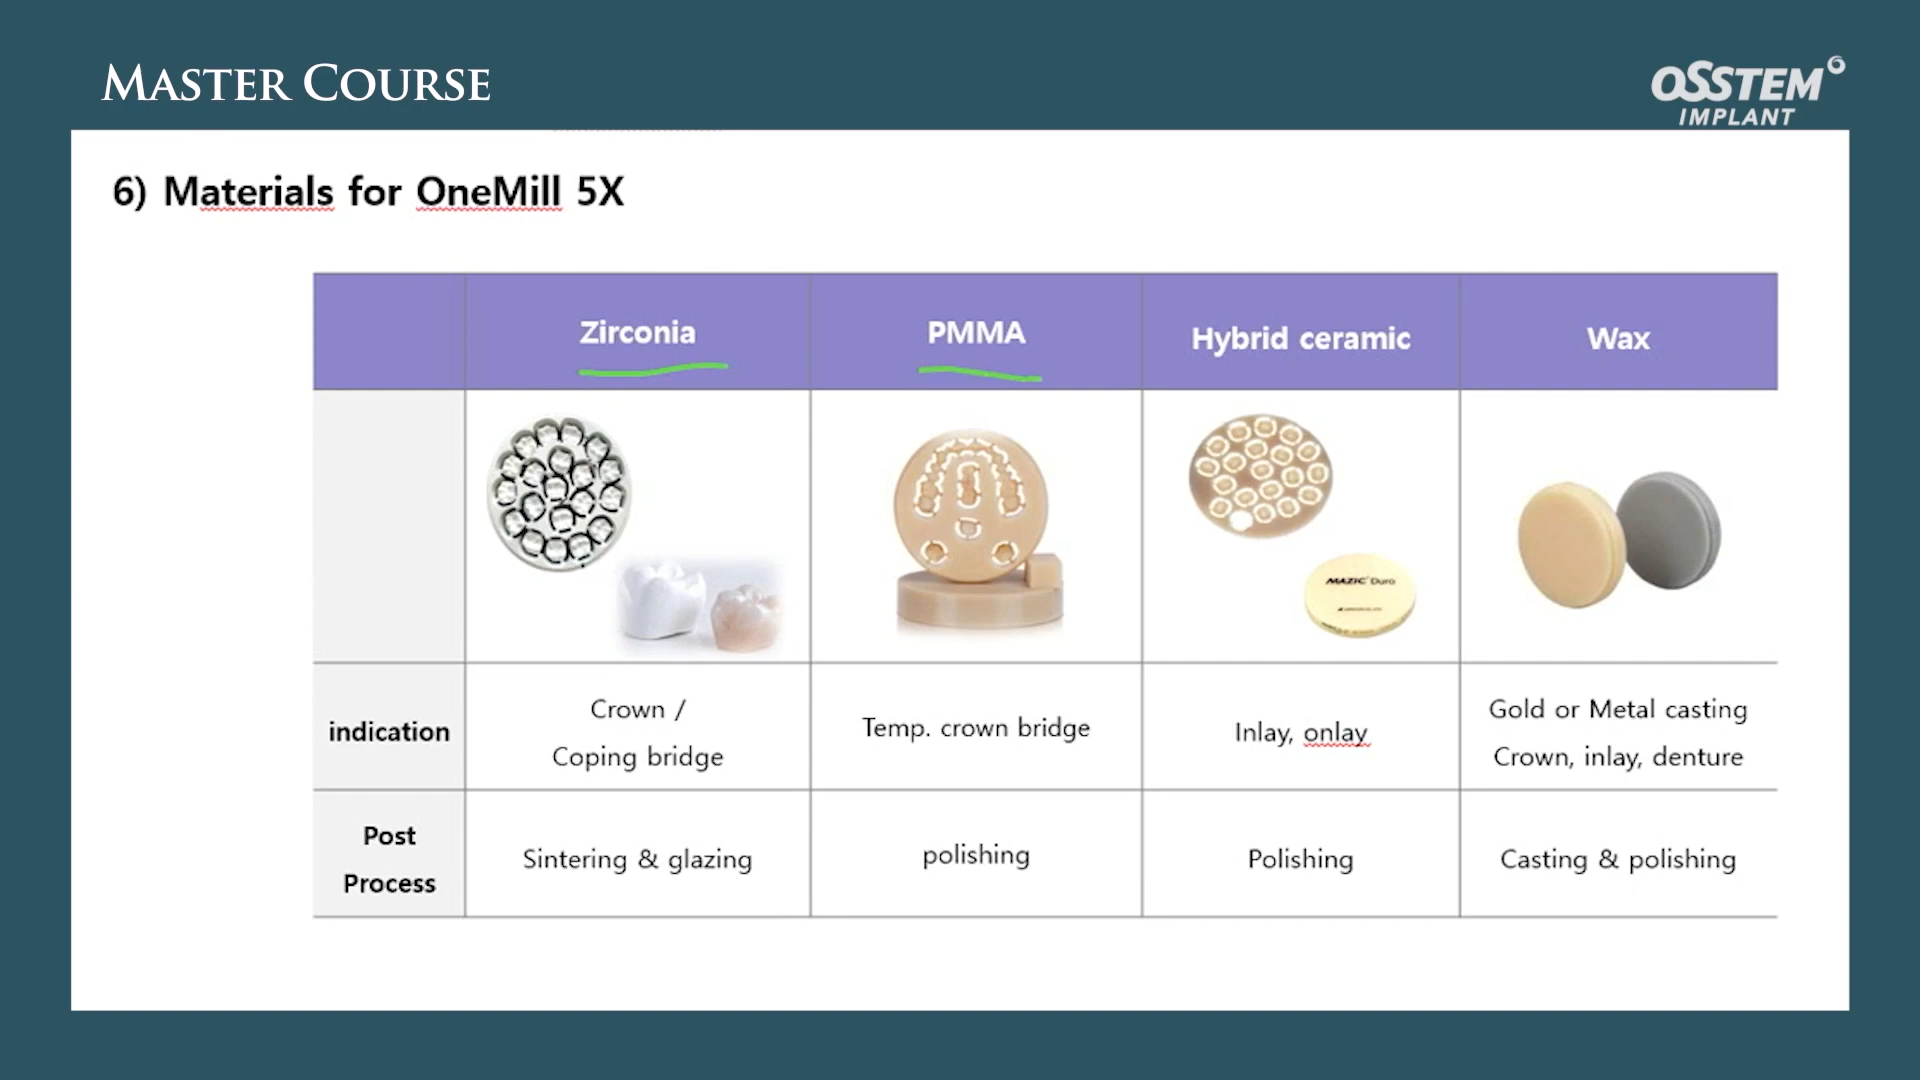 MASTER COURSE
OSSTEM
IMPLANT
6) Materials for OneMill 5X
Zirconia
PMMA
Hybrid ceramic
Wax
MAZIC Duro
indication
Crown /
Coping bridge
Temp. crown bridge
Inlay, onlay
Gold or Metal casting
Crown, inlay, denture
Post
Process
Sintering & glazing
polishing
Polishing
Casting & polishing